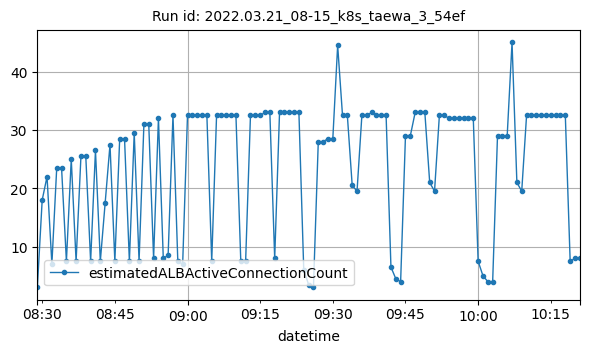 Run id: 2022.03.21_08-15_k8s_taewa_3_54ef
40
30
20
10
estimatedALBActiveConnectionCount
08:30 08:45 09:00 09:15 09:30 09:45 10:00 10:15
datetime